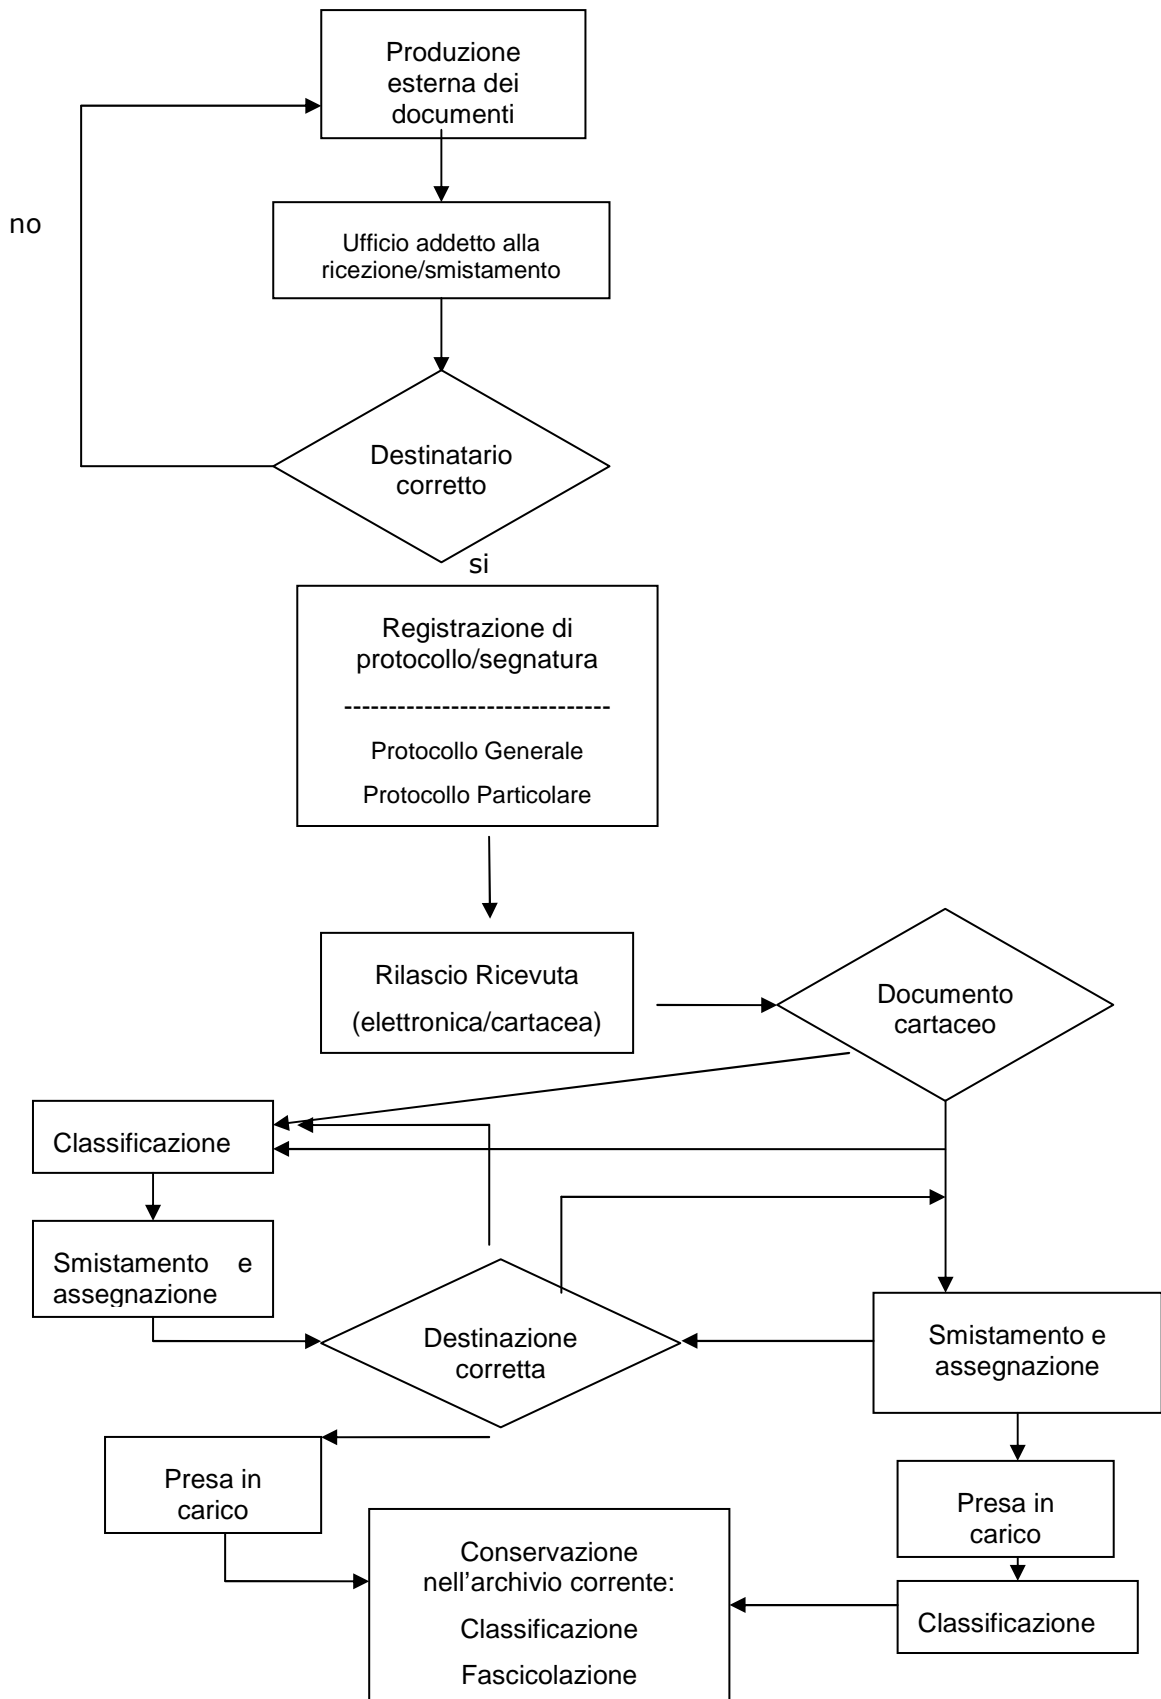 Produzione
esterna dei
documenti
no
Ufficio addetto alla
ricezione/smistamento
Destinatario
corretto
si
Registrazione di
protocollo/segnatura
------------------------------
Protocollo Generale
Protocollo Particolare
Rilascio Ricevuta
(elettronica/cartacea)
Documento
cartaceo
Classificazione
Smistamento e
assegnazione
Destinazione
corretta
Smistamento e
assegnazione
Presa in
carico
Presa in
carico
Conservazione
nell’archivio corrente:
Classificazione
Fascicolazione
Classificazione